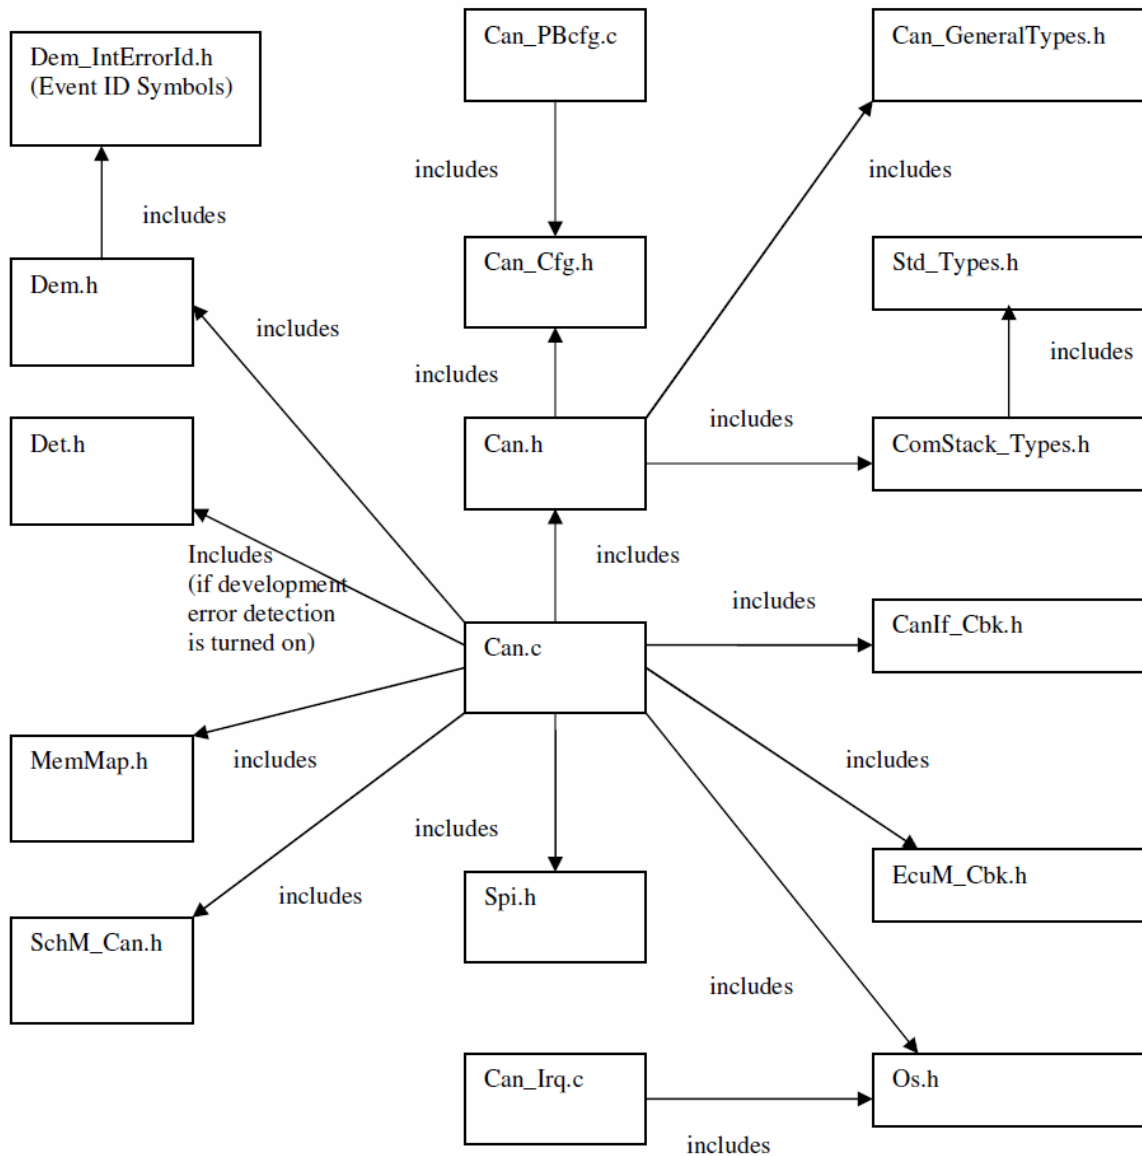 Can_PBcfg.c
Can_GeneralTypes.h
Dem_IntErrorId.h
(Event ID Symbols)
includes
includes
includes
Can_Cfg.h
Std_Types.h
Dem.h
includes
includes
includes
includes
Det.h
Can.h
ComStack_Types.h
Includes
(if development
error detection
is turned on)
includes
includes
CanIf_Cbk.h
Can.c
MemMap.h
includes
includes
includes
EcuM_Cbk.h
includes
Spi.h
SchM_Can.h
includes
Can_Irq.c
Os.h
includes